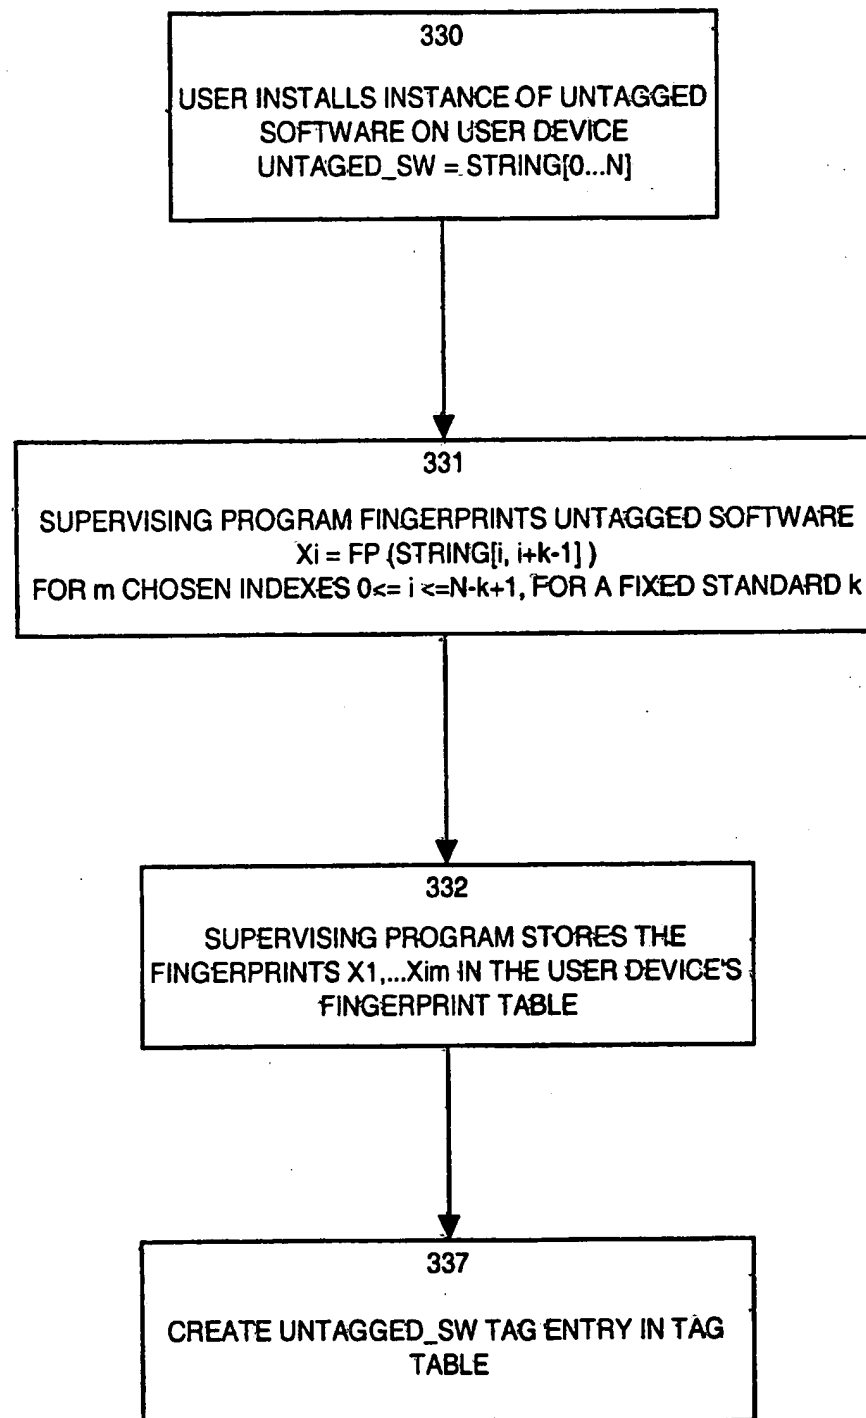 330
USER INSTALLS INSTANCE OF UNTAGGED
SOFTWARE ON USER DEVICE
UNTAGED_SW = STRING[0...N]
331
SUPERVISING PROGRAM FINGERPRINTS UNTAGGED SOFTWARE
Xi = FP (STRING[i, i+k-1] )
FOR m CHOSEN INDEXES 0<= i <=N-k+1, FOR A FIXED STANDARD k
332
SUPERVISING PROGRAM STORES THE
FINGERPRINTS X1,...Xim IN THE USER DEVICE'S
FINGERPRINT TABLE
337
CREATE UNTAGGED_SW TAG ENTRY IN TAG
TABLE